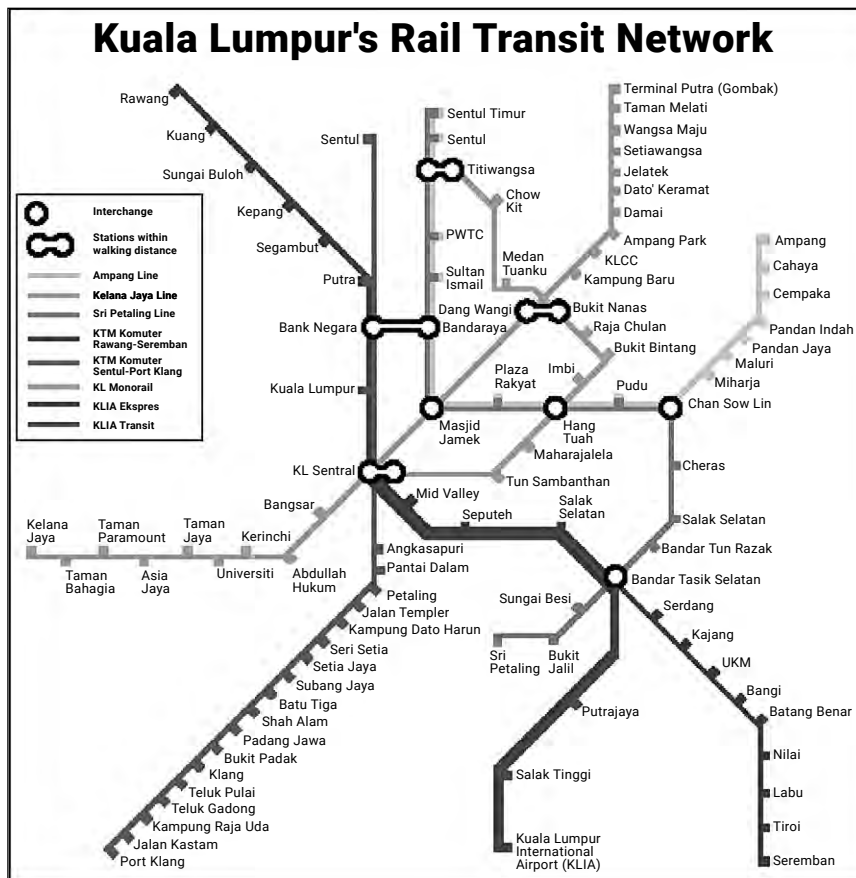 Kuala Lumpur's Rail Transit Network
Rawang
Kuang
Sungai Buloh
Kepang
Segambut
Putra
Bank Negara
Kuala Lumpur
KL Sentral
Sentul
Sentul Timur
Sentul
Titiwangsa
PWTC
Sultan
Ismail
Bandaraya
Masjid
Jamek
Chow
Kit
Medan
Tuanku
Dang Wangi
Bukit Nanas
Raja Chulan
Bukit Bintang
Imbi
Hang
Tuah
Maharajalela
Tun Sambanthan
Terminal Putra (Gombak)
Taman Melati
Wangsa Maju
Setiawangsa
Jelatek
Dato' Keramat
Damai
Ampang Park
KLCC
Kampung Baru
Ampang
Cahaya
Cempaka
Pandan Indah
Pandan Jaya
Maluri
Miharja
Chan Sow Lin
Pudu
Plaza
Rakyat
Interchange
Stations within
walking distance
Ampang Line
Kelana Jaya Line
Sri Petaling Line
KTM Komuter
Rawang-Seremban
KTM Komuter
Sentul-Port Klang
KL Monorail
KLIA Ekspres
KLIA Transit
Cheras
Salak Selatan
Bandar Tun Razak
Bandar Tasik Selatan
Sungai Besi
Bukit
Jalil
Sri
Petaling
Mid Valley
Seputeh
Salak
Selatan
Bangsar
Abdullah
Hukum
Kerinchi
Universiti
Taman
Jaya
Asia
Jaya
Taman
Paramount
Taman
Bahagia
Kelana
Jaya
Angkasapuri
Pantai Dalam
Petaling
Jalan Templer
Kampung Dato Harun
Seri Setia
Setia Jaya
Subang Jaya
Batu Tiga
Shah Alam
Padang Jawa
Bukit Padak
Klang
Teluk Pulai
Teluk Gadong
Kampung Raja Uda
Jalan Kastam
Port Klang
Serdang
Kajang
UKM
Bangi
Batang Benar
Nilai
Labu
Tiroi
Seremban
Putrajaya
Salak Tinggi
Kuala Lumpur
International
Airport (KLIA)